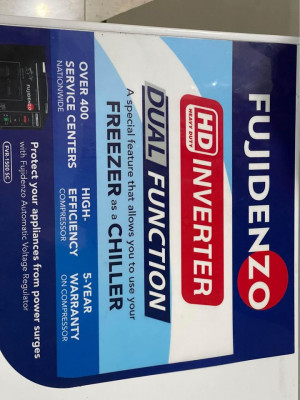 FUJIDENZO
HD INVERTER
HEAVY DUTY
DUAL FUNCTION
A special feature that allows you to use your
FREEZER as a CHILLER
OVER 400
SERVICE CENTERS
NATIONWIDE
HIGH-
EFFICIENCY
COMPRESSOR
5-YEAR
WARRANTY
ON COMPRESSOR
Protect your appliances from power surges
with Fujidenzo Automatic Voltage Regulator